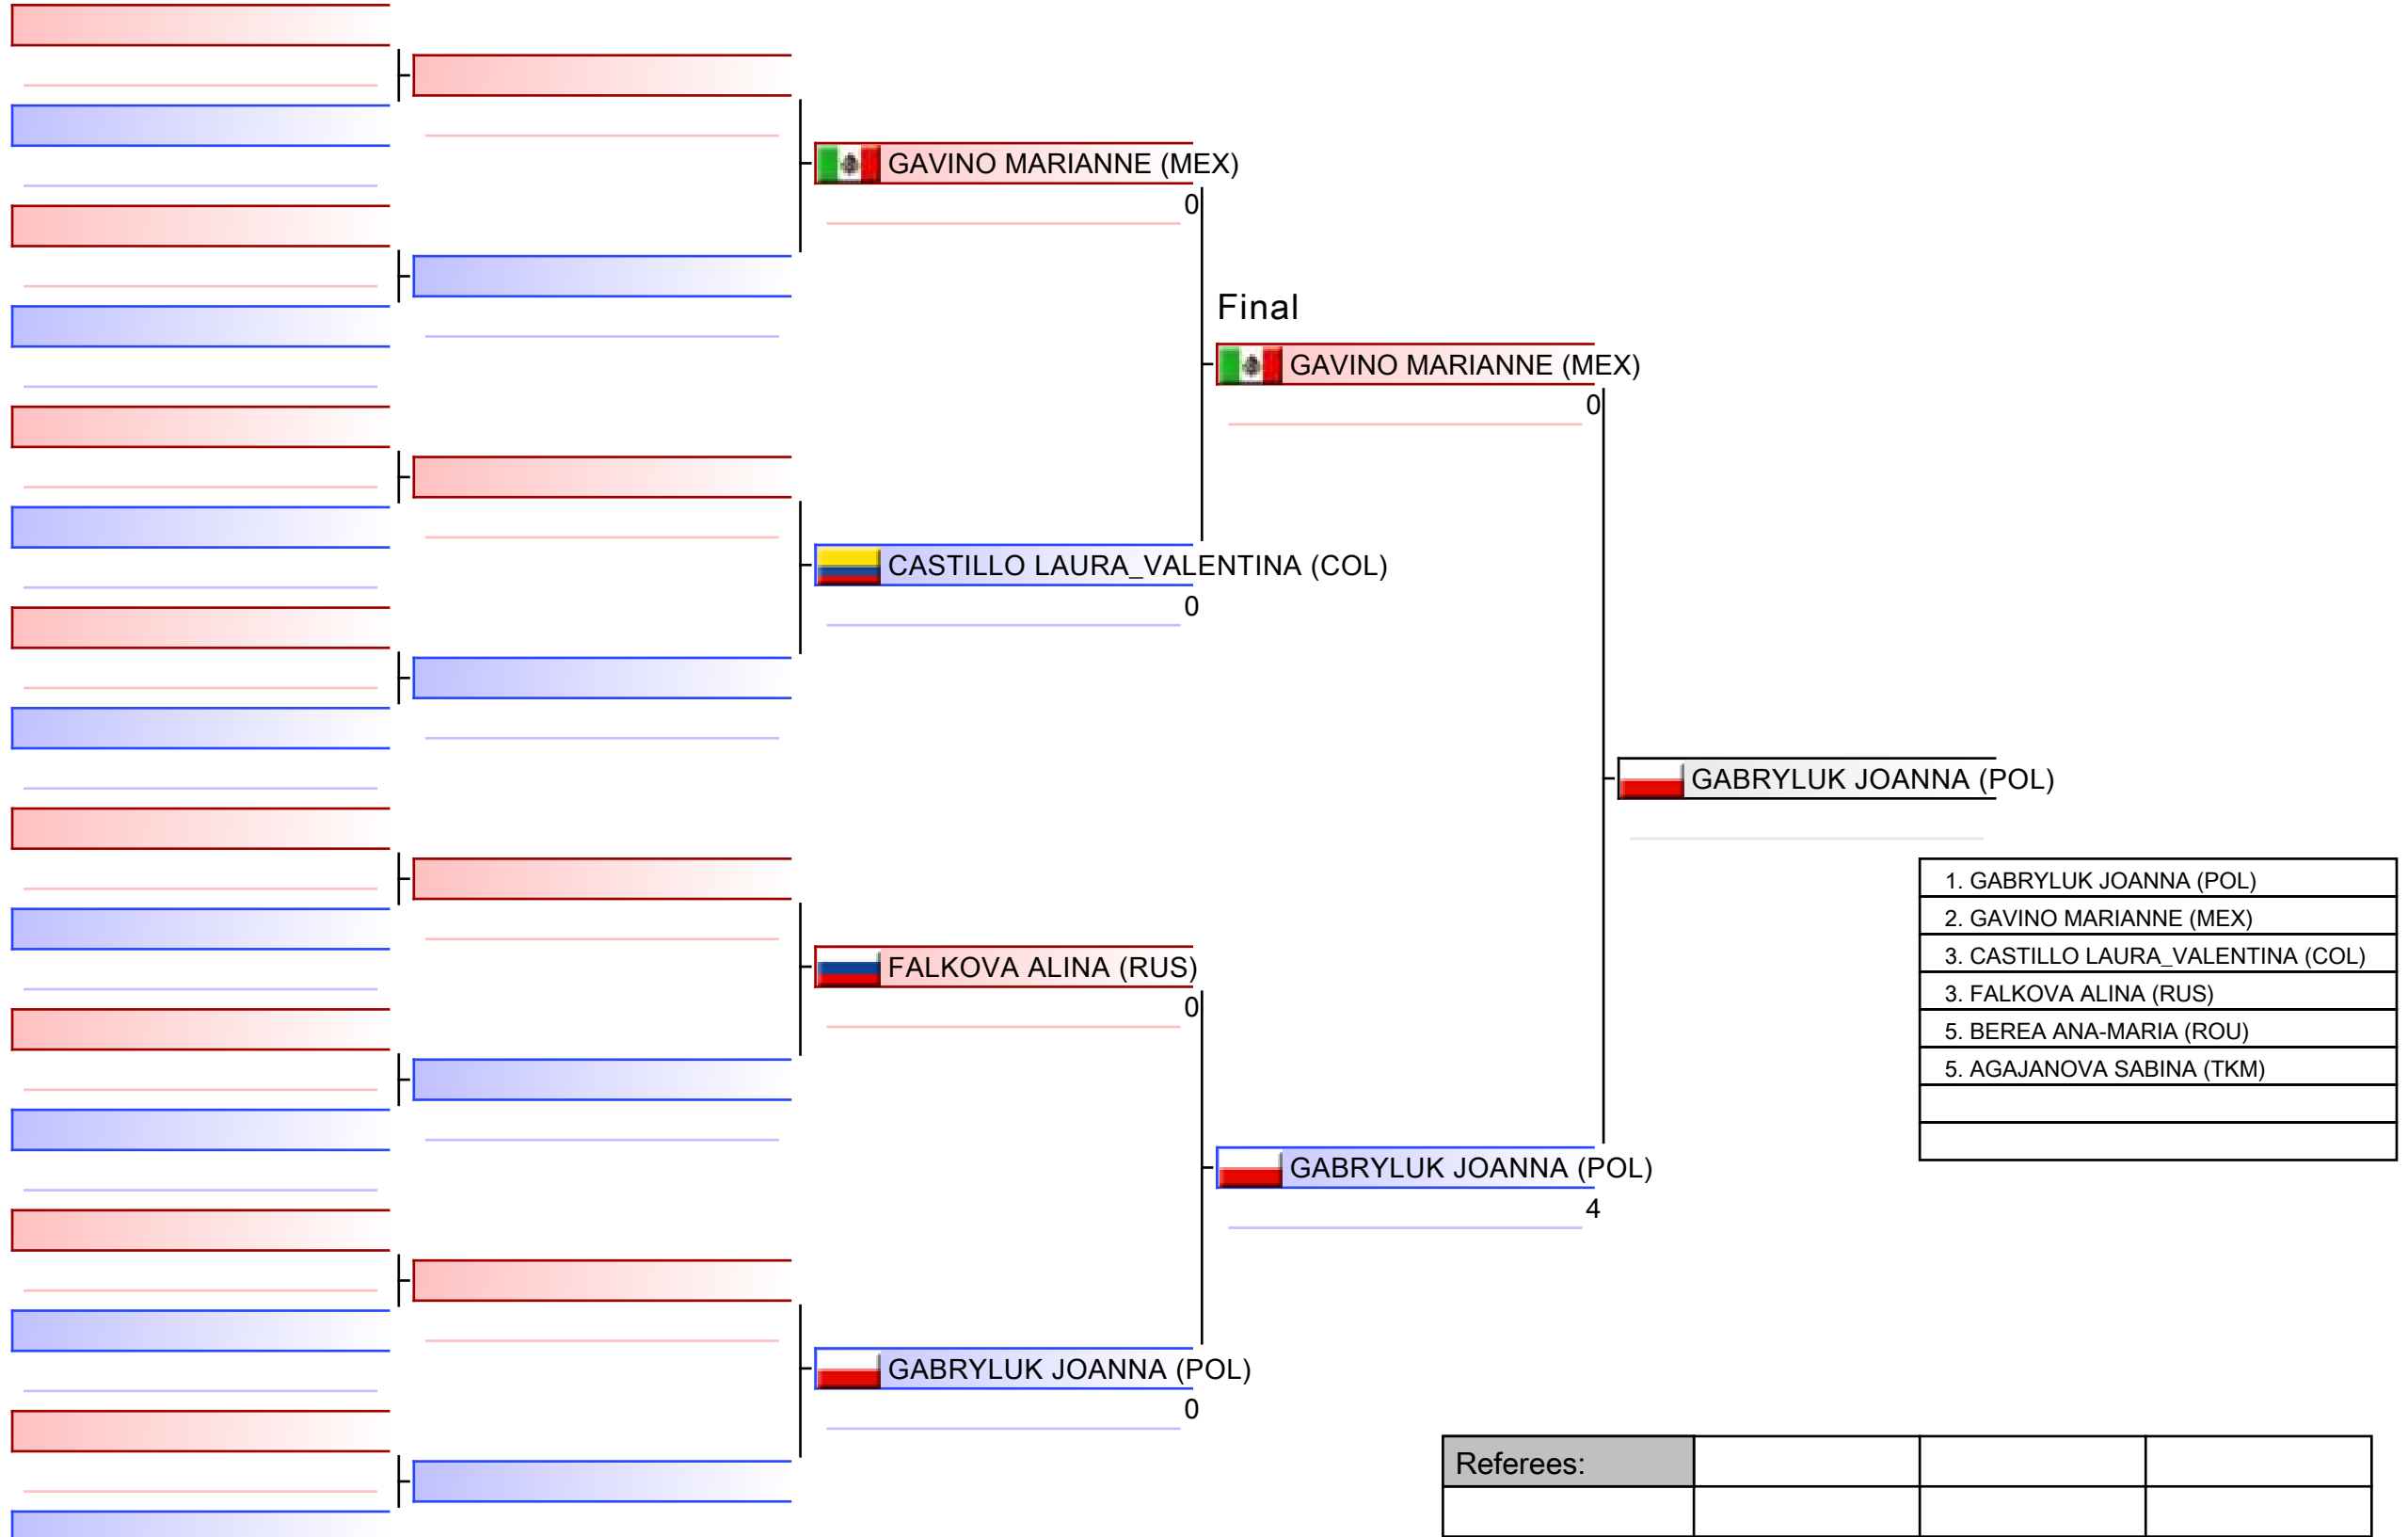 GAVINO MARIANNE (MEX)
0
Final
GAVINO MARIANNE (MEX)
0
CASTILLO LAURA_VALENTINA (COL)
0
GABRYLUK JOANNA (POL)
1. GABRYLUK JOANNA (POL)
2. GAVINO MARIANNE (MEX)
3. CASTILLO LAURA_VALENTINA (COL)
3. FALKOVA ALINA (RUS)
5. BEREA ANA-MARIA (ROU)
5. AGAJANOVA SABINA (TKM)
FALKOVA ALINA (RUS)
0
GABRYLUK JOANNA (POL)
4
GABRYLUK JOANNA (POL)
0
Referees: